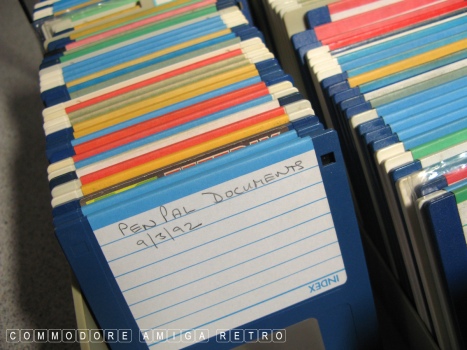 PENPAL DOCUMENTS
9/3/92
INDEX
COMMODORE AMIGA RETRO